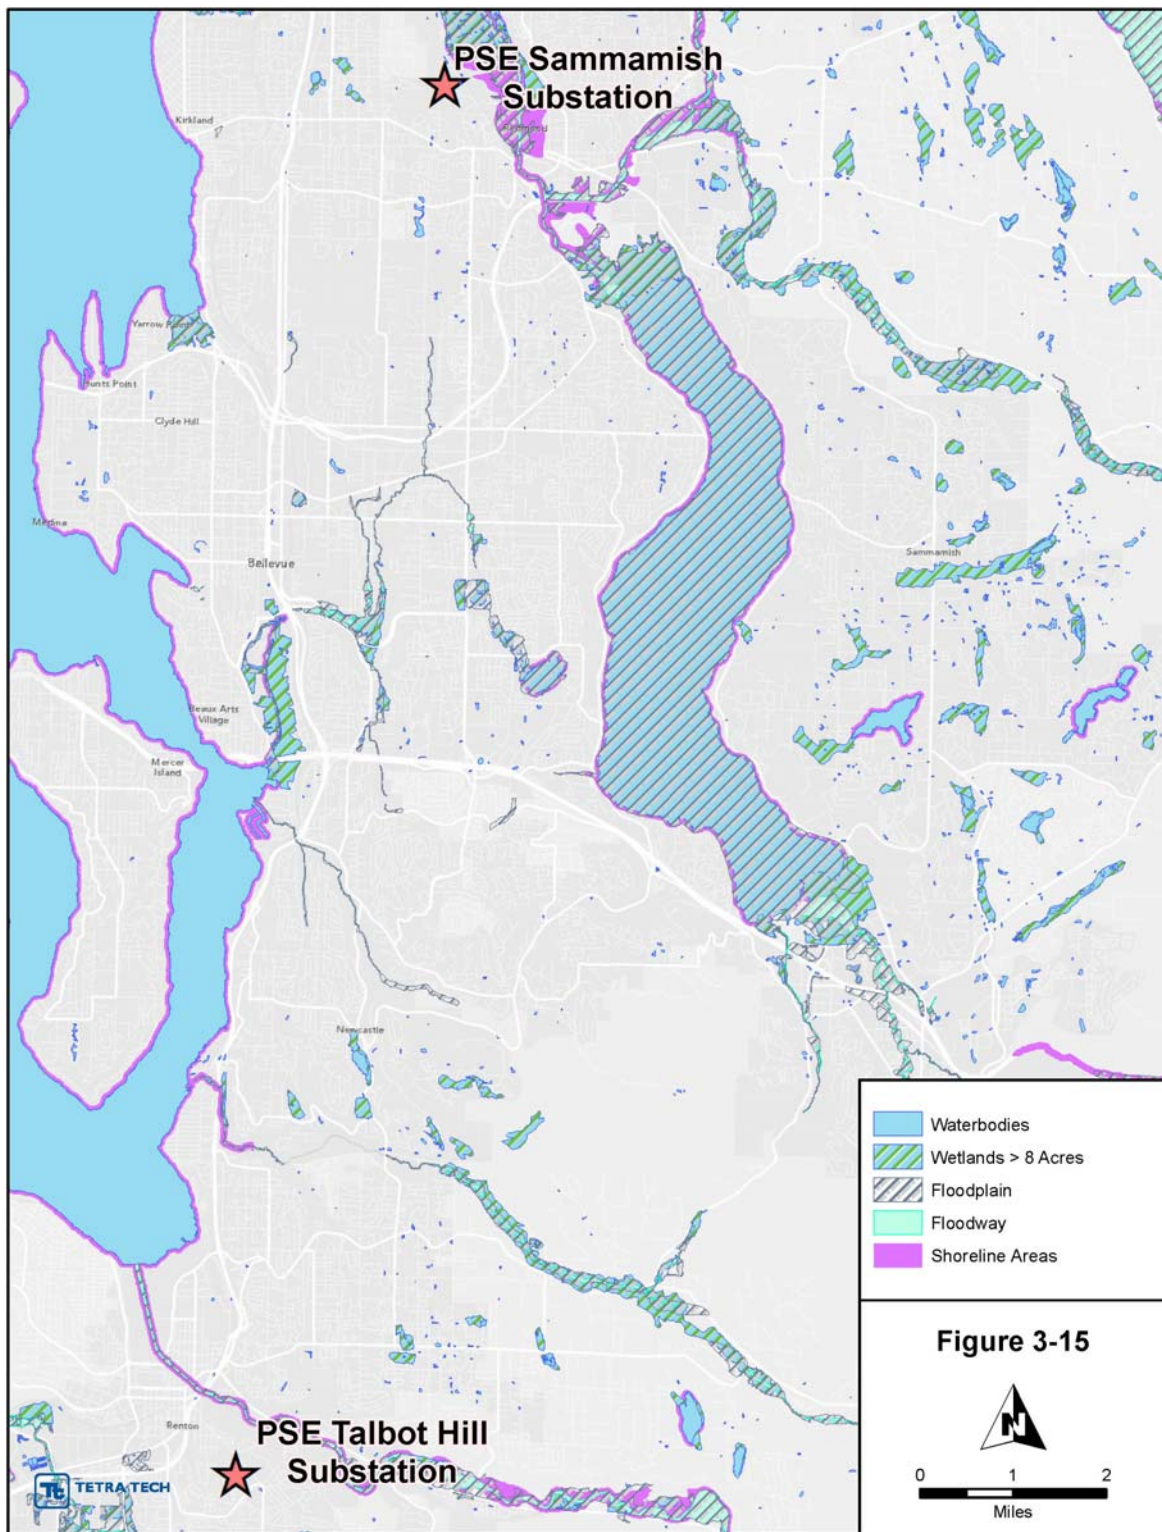 PSE Sammamish
Substation
Kirkland
Redmond
Yarrow Point
Hunts Point
Clyde Hill
Medina
Bellevue
Sammamish
Beaux Arts
Village
Mercer
Island
Newcastle
Waterbodies
Wetlands > 8 Acres
Floodplain
Floodway
Shoreline Areas
Figure 3-15
N
0 1 2
Miles
Renton
PSE Talbot Hill
Substation
Tt
TETRA TECH